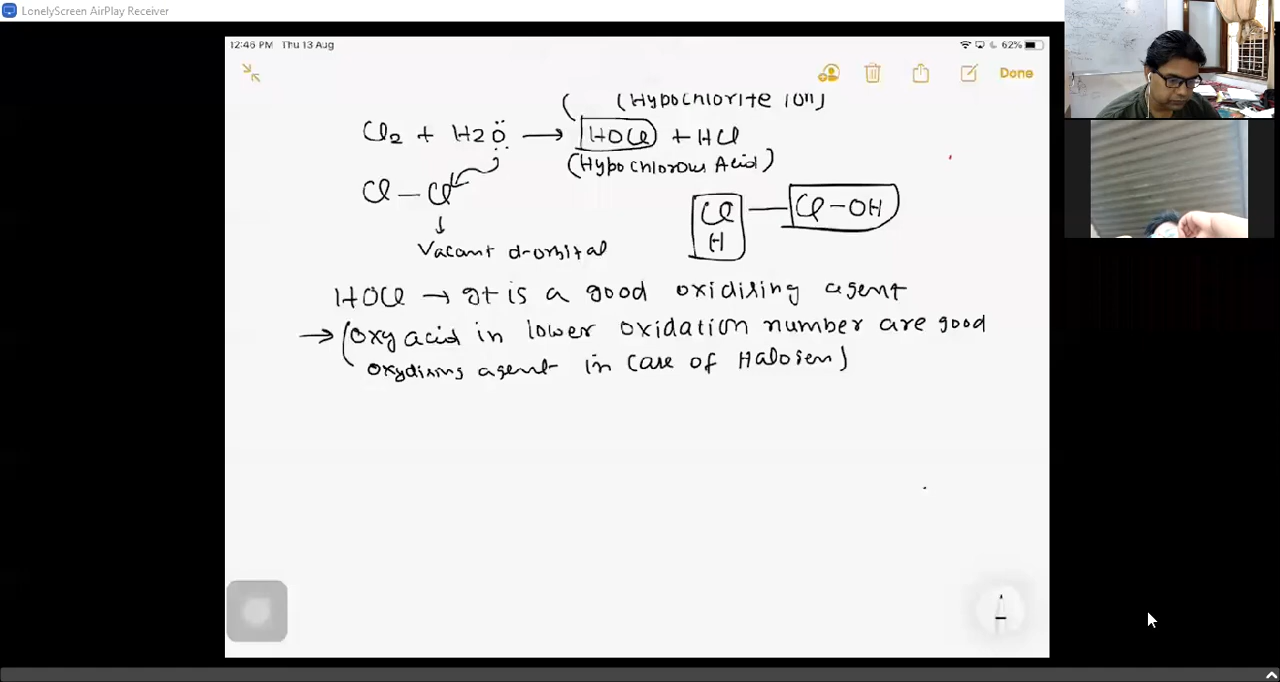 LonelyScreen AirPlay Receiver
12:46 PM Thu 13 Aug
62%
Done
(Hypochlorite ion)
Cl2 + H2O → HOCl + HCl
(Hypochlorous Acid)
Cl – Cl
Cl — Cl – OH
H
Vacant d-orbital
HOCl → It is a good oxidising agent
→ (oxy acid in lower oxidation number are good
oxydising agent in case of Halogen)